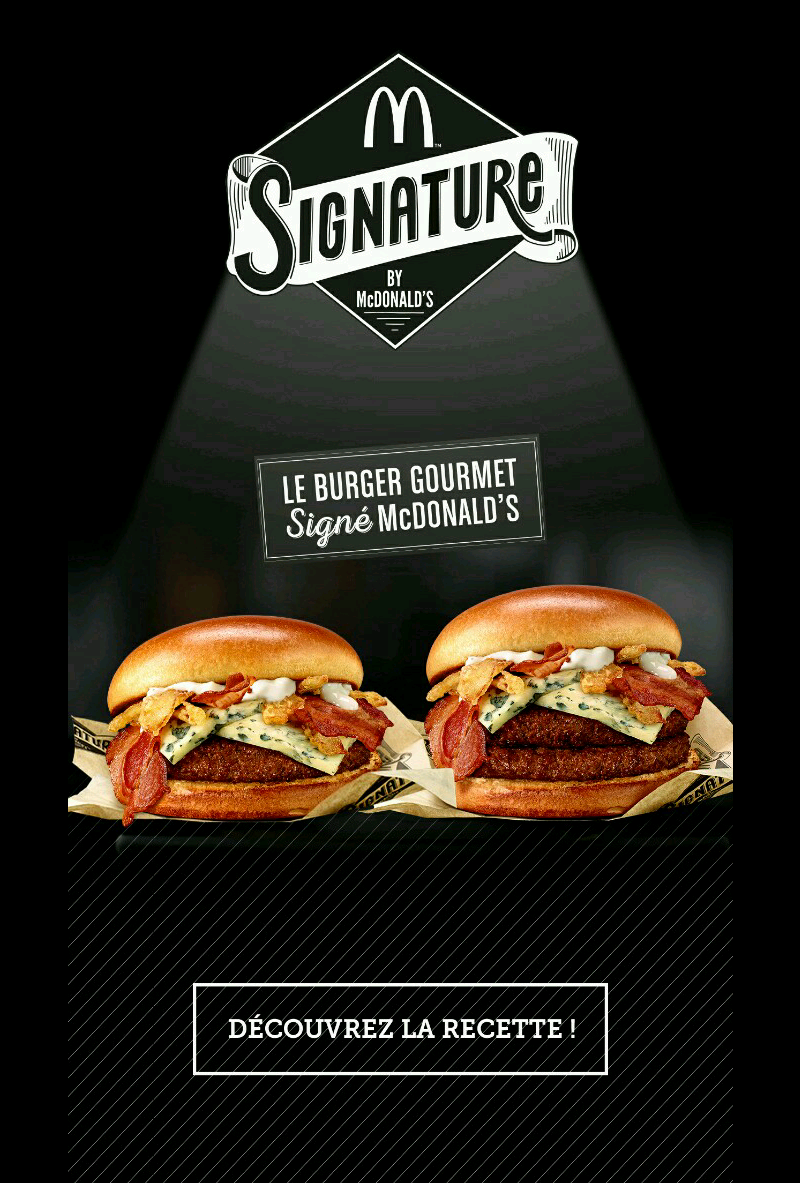 SIGNATURE
BY
McDONALD'S
LE BURGER GOURMET
Signé McDONALD'S
DÉCOUVREZ LA RECETTE !